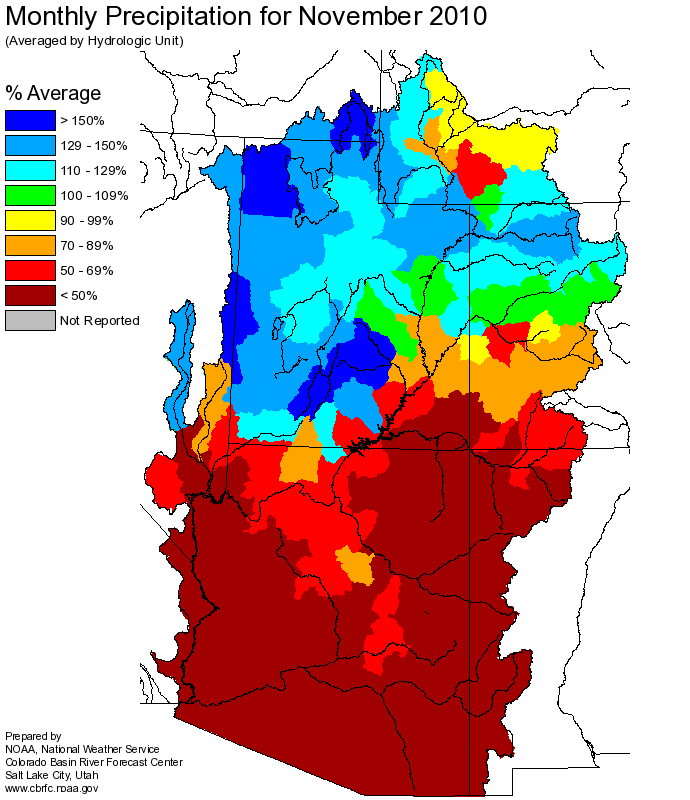 Monthly Precipitation for November 2010
(Averaged by Hydrologic Unit)
% Average
> 150%
129 - 150%
110 - 129%
100 - 109%
90 - 99%
70 - 89%
50 - 69%
< 50%
Not Reported
Prepared by
NOAA, National Weather Service
Colorado Basin River Forecast Center
Salt Lake City, Utah
www.cbrfc.noaa.gov